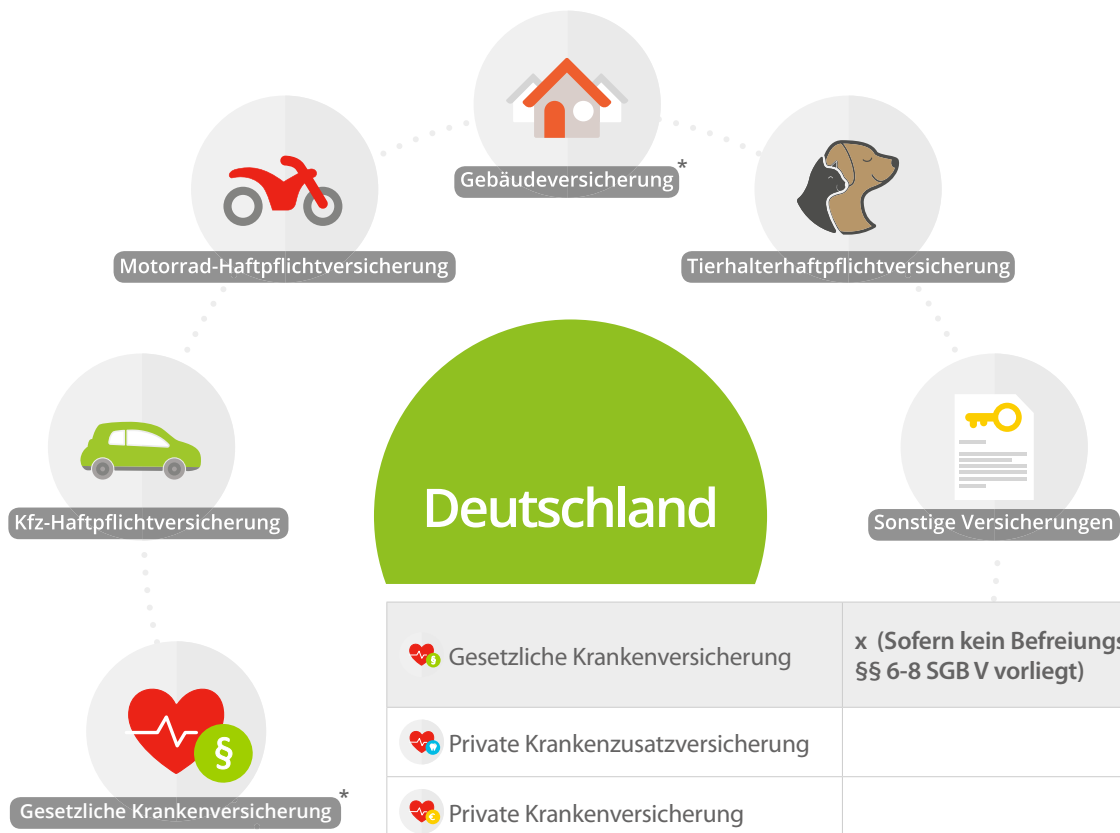 Gebäudeversicherung*
Motorrad-Haftpflichtversicherung
Tierhalterhaftpflichtversicherung
Kfz-Haftpflichtversicherung
Deutschland
Sonstige Versicherungen
§
Gesetzliche Krankenversicherung*
§ Gesetzliche Krankenversicherung
x (Sofern kein Befreiungs
§§ 6-8 SGB V vorliegt)
Private Krankenzusatzversicherung
€ Private Krankenversicherung